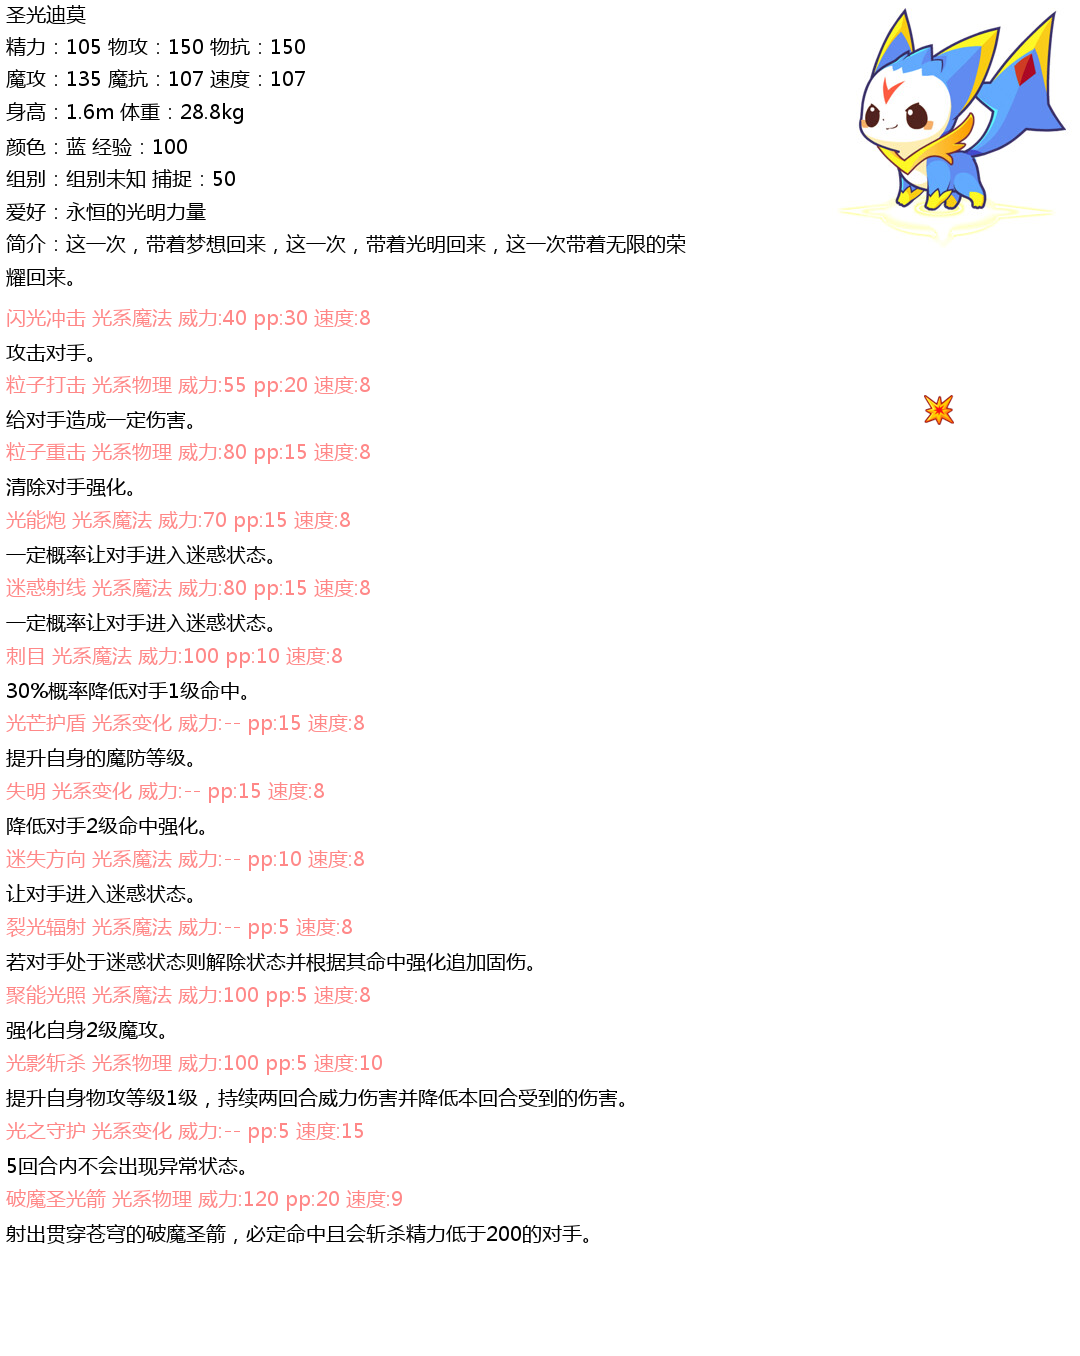 圣光迪莫
精力：105 物攻：150 物抗：150
魔攻：135 魔抗：107 速度：107
身高：1.6m 体重：28.8kg
颜色：蓝 经验：100
组别：组别未知 捕捉：50
爱好：永恒的光明力量
简介：这一次，带着梦想回来，这一次，带着光明回来，这一次带着无限的荣
耀回来。
闪光冲击 光系魔法 威力:40 pp:30 速度:8
攻击对手。
粒子打击 光系物理 威力:55 pp:20 速度:8
给对手造成一定伤害。
粒子重击 光系物理 威力:80 pp:15 速度:8
清除对手强化。
光能炮 光系魔法 威力:70 pp:15 速度:8
一定概率让对手进入迷惑状态。
迷惑射线 光系魔法 威力:80 pp:15 速度:8
一定概率让对手进入迷惑状态。
刺目 光系魔法 威力:100 pp:10 速度:8
30%概率降低对手1级命中。
光芒护盾 光系变化 威力:-- pp:15 速度:8
提升自身的魔防等级。
失明 光系变化 威力:-- pp:15 速度:8
降低对手2级命中强化。
迷失方向 光系魔法 威力:-- pp:10 速度:8
让对手进入迷惑状态。
裂光辐射 光系魔法 威力:-- pp:5 速度:8
若对手处于迷惑状态则解除状态并根据其命中强化追加固伤。
聚能光照 光系魔法 威力:100 pp:5 速度:8
强化自身2级魔攻。
光影斩杀 光系物理 威力:100 pp:5 速度:10
提升自身物攻等级1级，持续两回合威力伤害并降低本回合受到的伤害。
光之守护 光系变化 威力:-- pp:5 速度:15
5回合内不会出现异常状态。
破魔圣光箭 光系物理 威力:120 pp:20 速度:9
射出贯穿苍穹的破魔圣箭，必定命中且会斩杀精力低于200的对手。